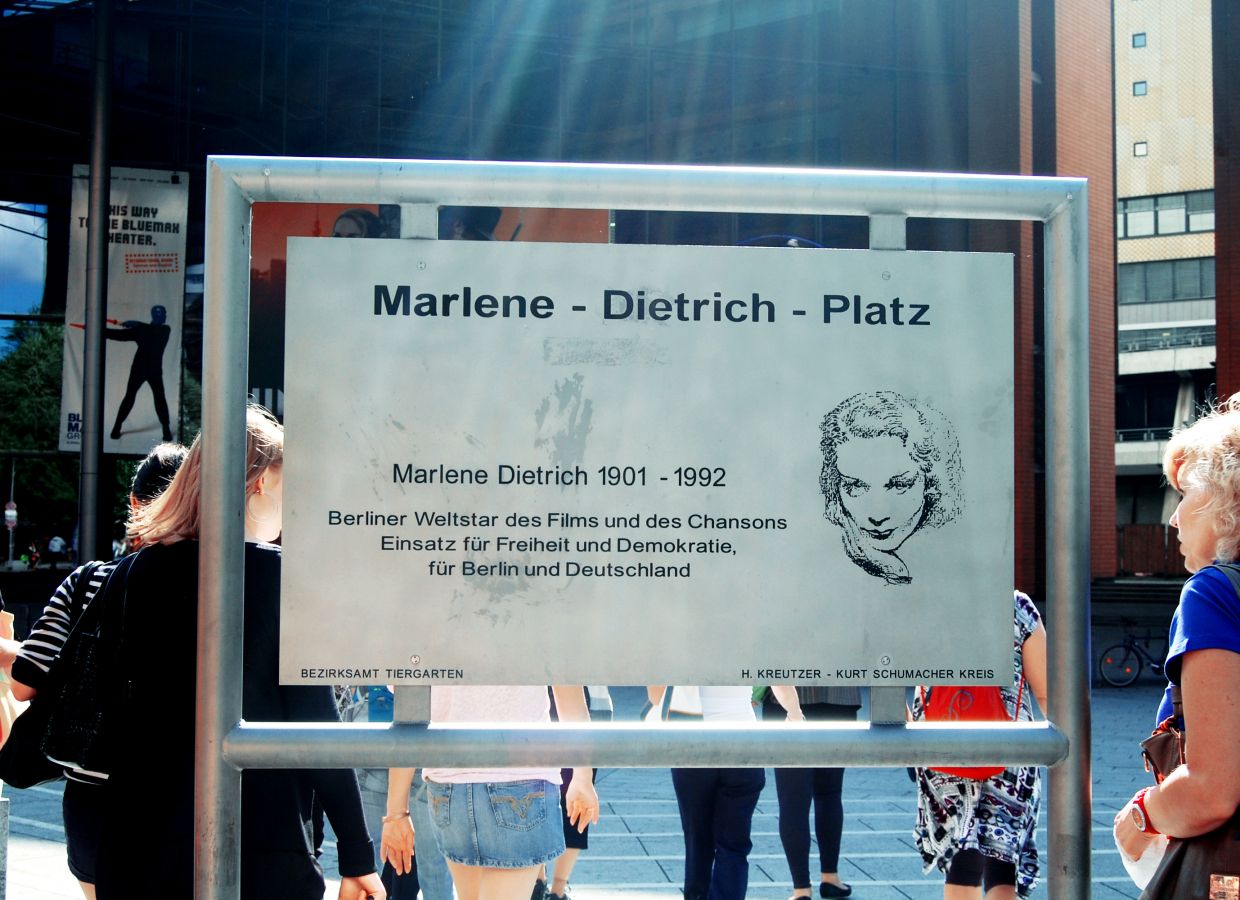 THIS WAY
TO THE BLUEMAN
THEATER.
Marlene - Dietrich - Platz
Marlene Dietrich 1901 - 1992
Berliner Weltstar des Films und des Chansons
Einsatz für Freiheit und Demokratie,
für Berlin und Deutschland
BEZIRKSAMT TIERGARTEN
H. KREUTZER - KURT SCHUMACHER KREIS